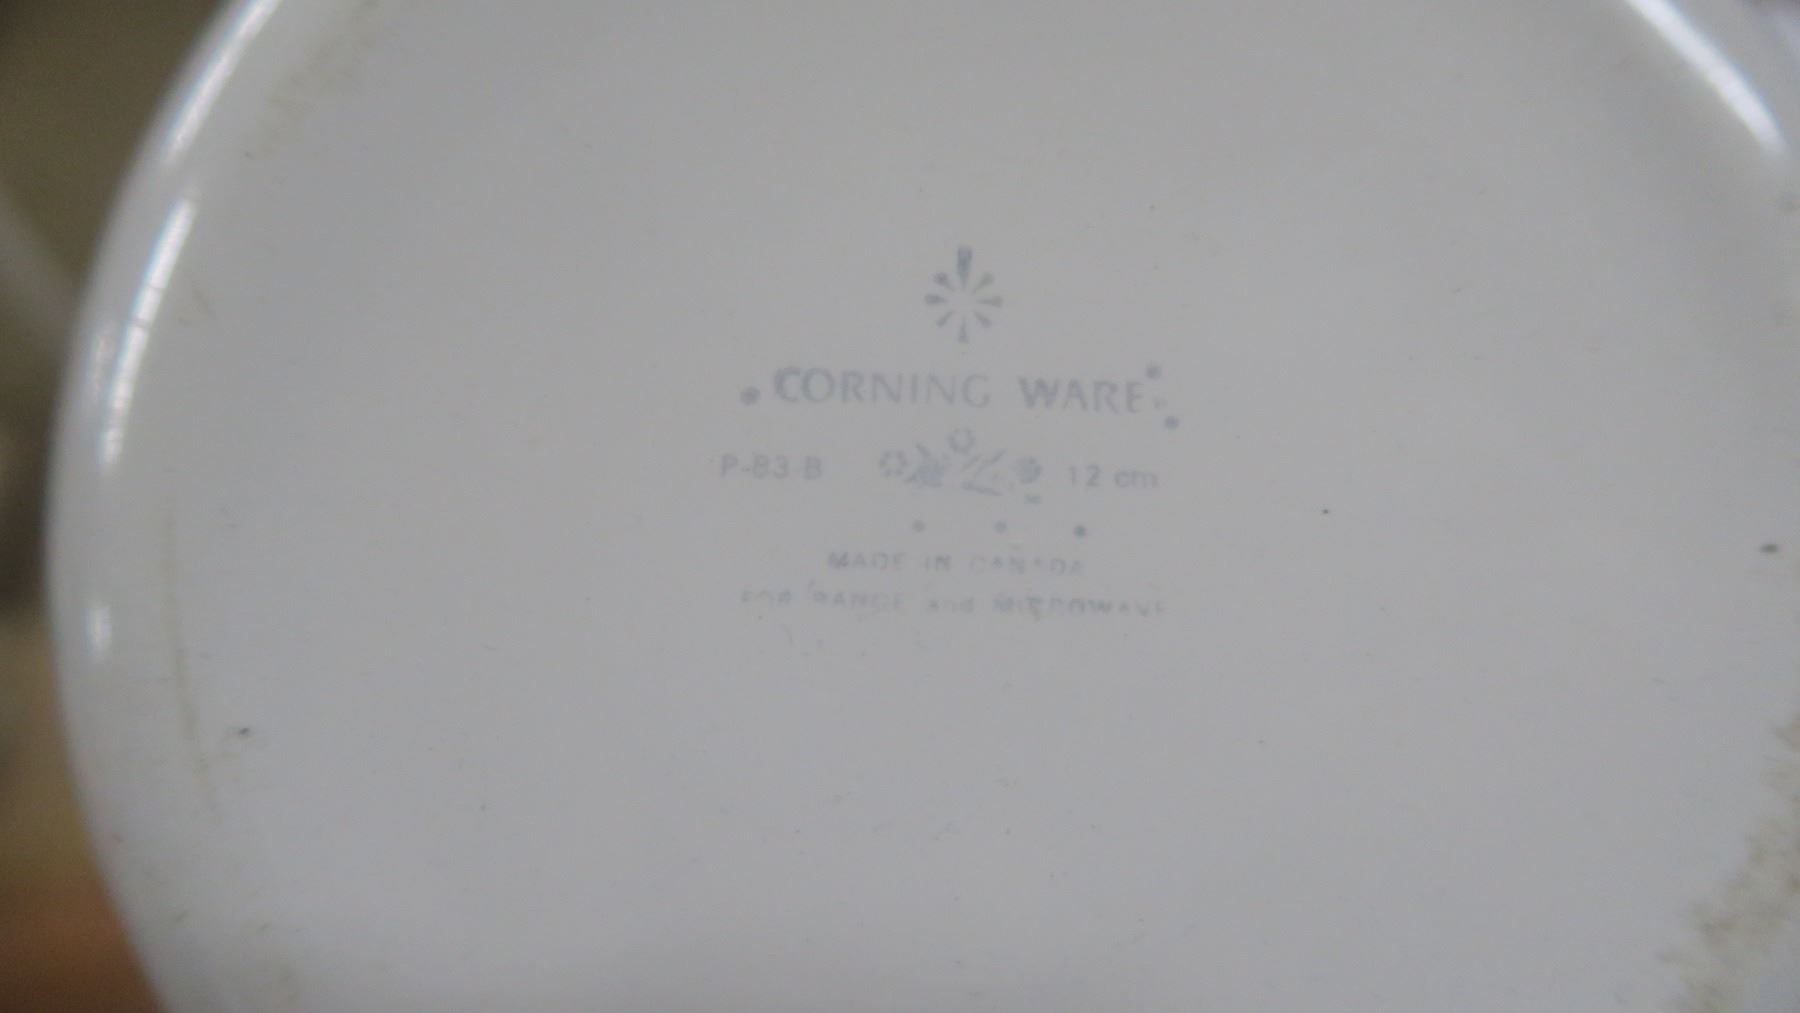 CORNING WARE
P-83-B 12 cm
MADE IN CANADA
FOR RANGE and MICROWAVE